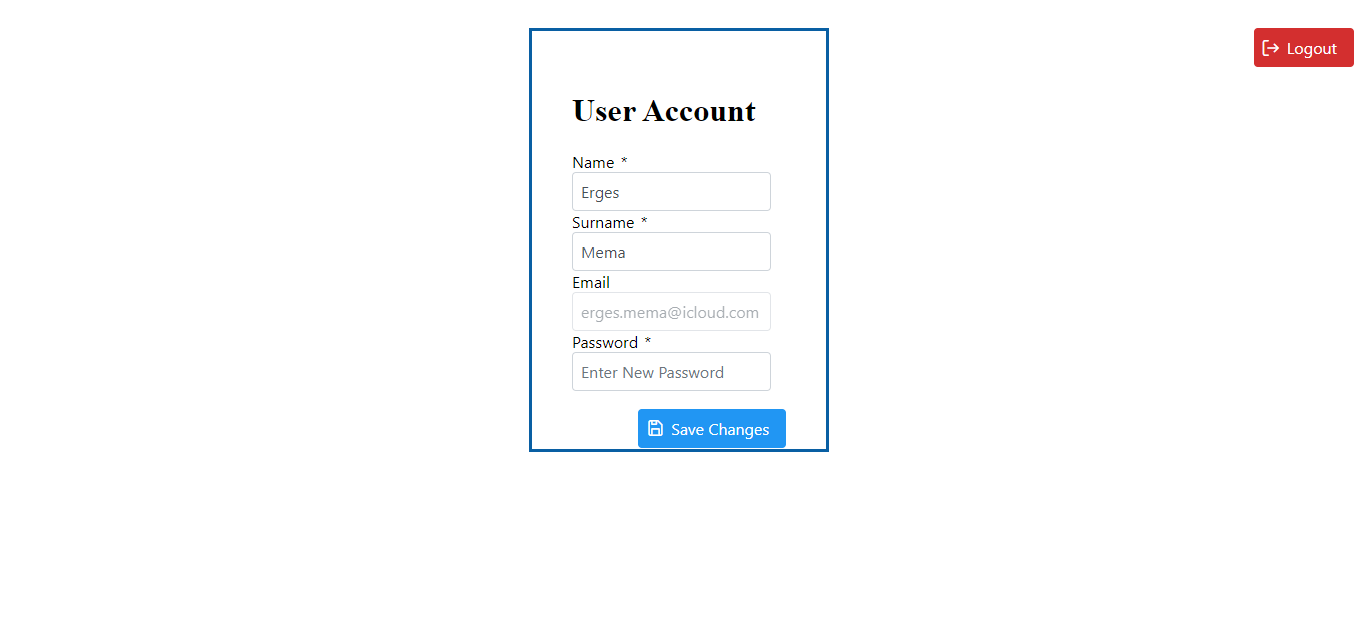 Logout
User Account
Name *
Erges
Surname *
Mema
Email
erges.mema@icloud.com
Password *
Enter New Password
Save Changes